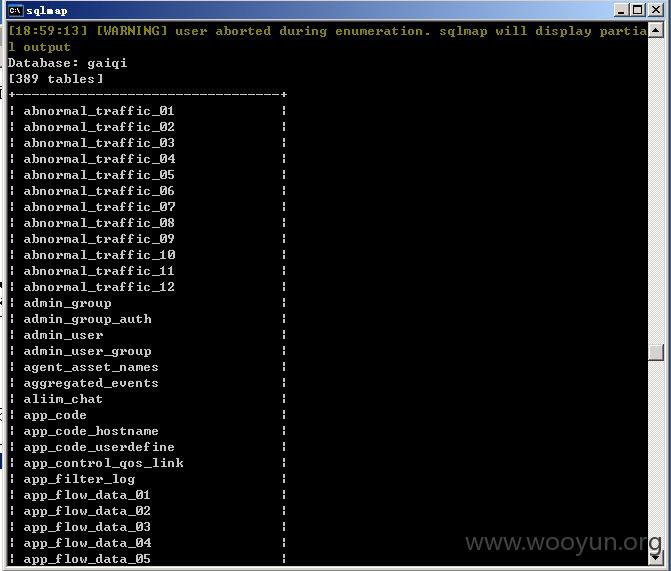 sqlmap
[18:59:13] [WARNING] user aborted during enumeration. sqlmap will display partia
l output
Database: gaiqi
[389 tables]
+---------------------------------+
¦ abnormal_traffic_01 ¦
¦ abnormal_traffic_02 ¦
¦ abnormal_traffic_03 ¦
¦ abnormal_traffic_04 ¦
¦ abnormal_traffic_05 ¦
¦ abnormal_traffic_06 ¦
¦ abnormal_traffic_07 ¦
¦ abnormal_traffic_08 ¦
¦ abnormal_traffic_09 ¦
¦ abnormal_traffic_10 ¦
¦ abnormal_traffic_11 ¦
¦ abnormal_traffic_12 ¦
¦ admin_group ¦
¦ admin_group_auth ¦
¦ admin_user ¦
¦ admin_user_group ¦
¦ agent_asset_names ¦
¦ aggregated_events ¦
¦ aliim_chat ¦
¦ app_code ¦
¦ app_code_hostname ¦
¦ app_code_userdefine ¦
¦ app_control_qos_link ¦
¦ app_filter_log ¦
¦ app_flow_data_01 ¦
¦ app_flow_data_02 ¦
¦ app_flow_data_03 ¦
¦ app_flow_data_04 ¦
¦ app_flow_data_05 ¦
www.wooyun.org